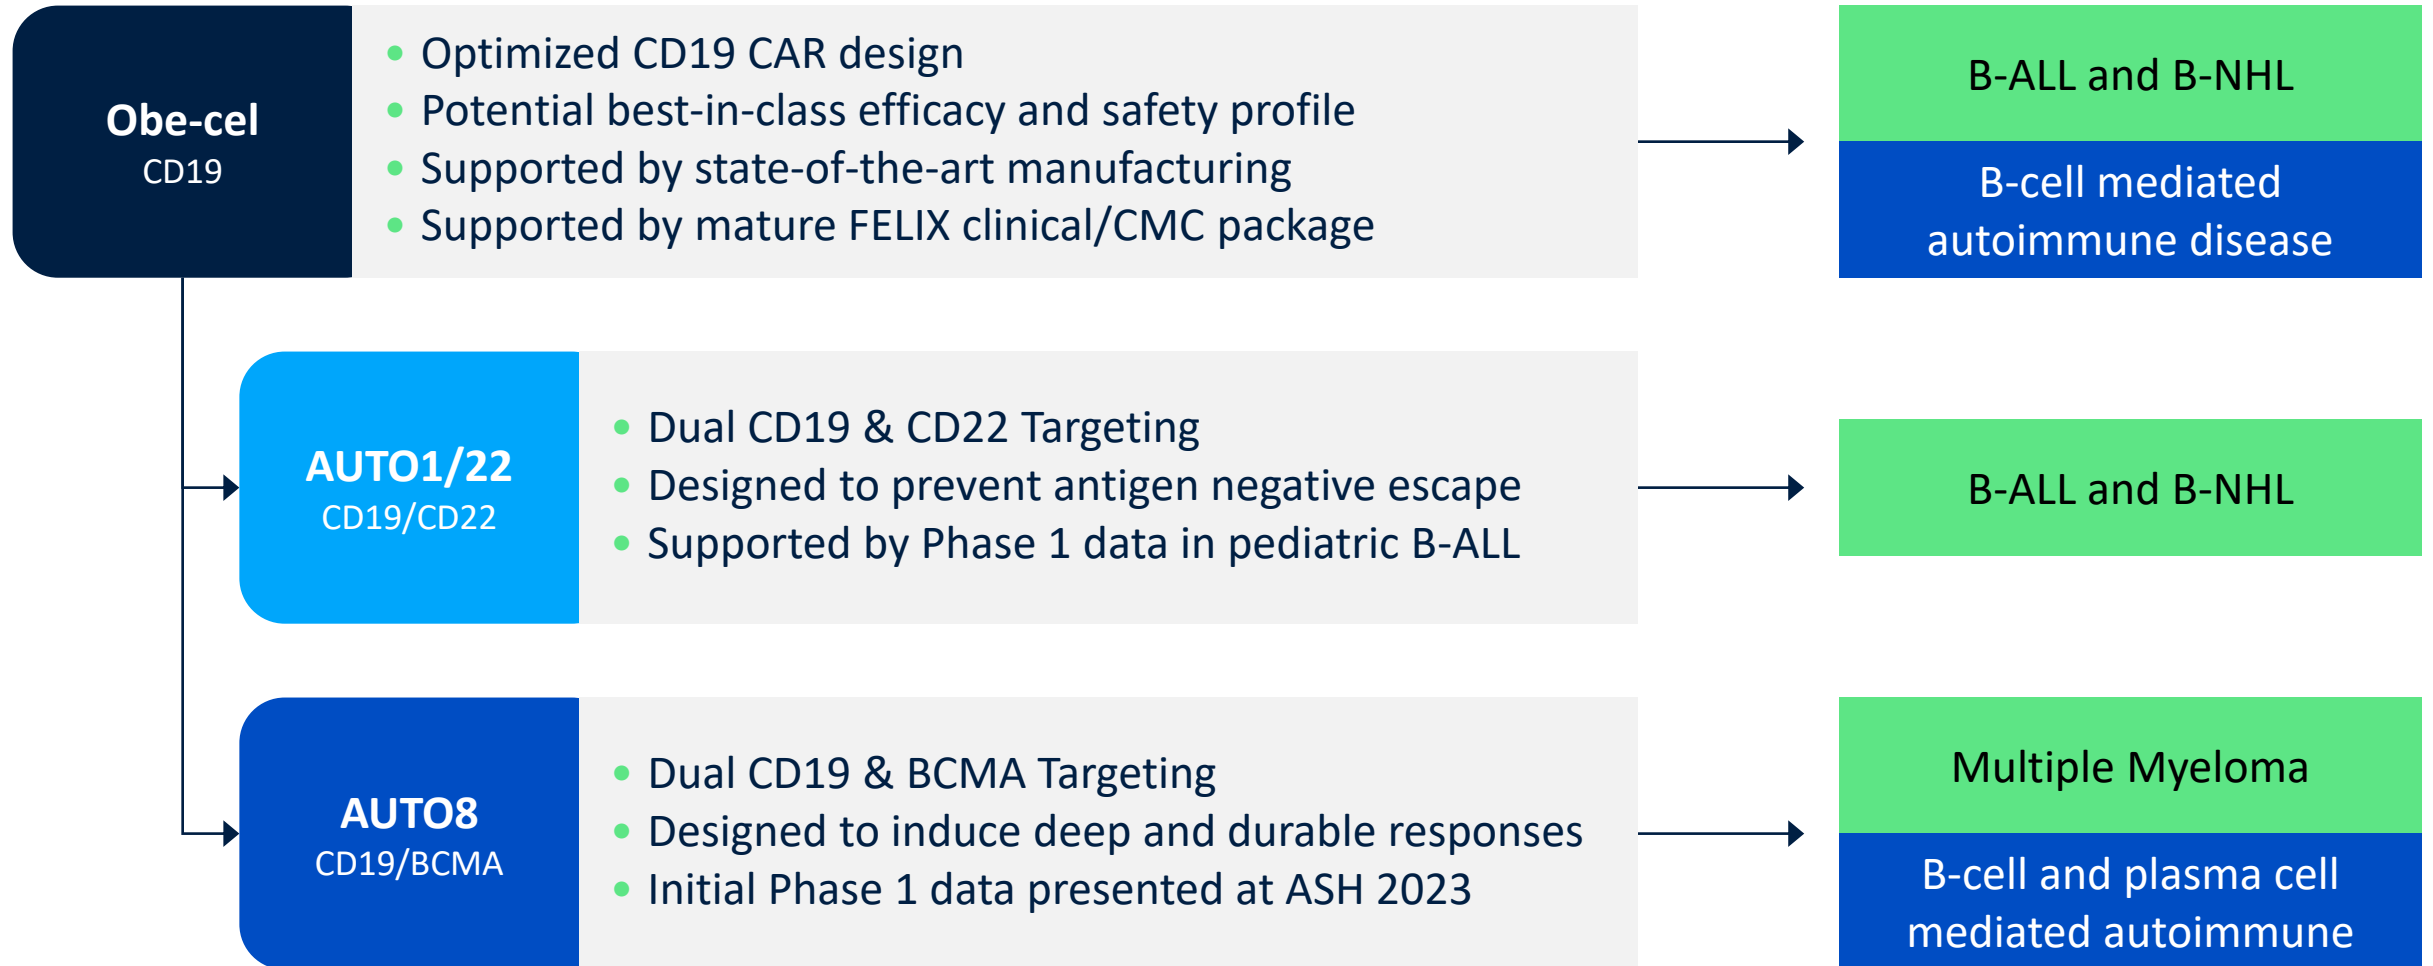 Obe-cel
CD19
• Optimized CD19 CAR design
• Potential best-in-class efficacy and safety profile
• Supported by state-of-the-art manufacturing
• Supported by mature FELIX clinical/CMC package
B-ALL and B-NHL
B-cell mediated
autoimmune disease
AUTO1/22
CD19/CD22
• Dual CD19 & CD22 Targeting
• Designed to prevent antigen negative escape
• Supported by Phase 1 data in pediatric B-ALL
B-ALL and B-NHL
AUTO8
CD19/BCMA
• Dual CD19 & BCMA Targeting
• Designed to induce deep and durable responses
• Initial Phase 1 data presented at ASH 2023
Multiple Myeloma
B-cell and plasma cell
mediated autoimmune